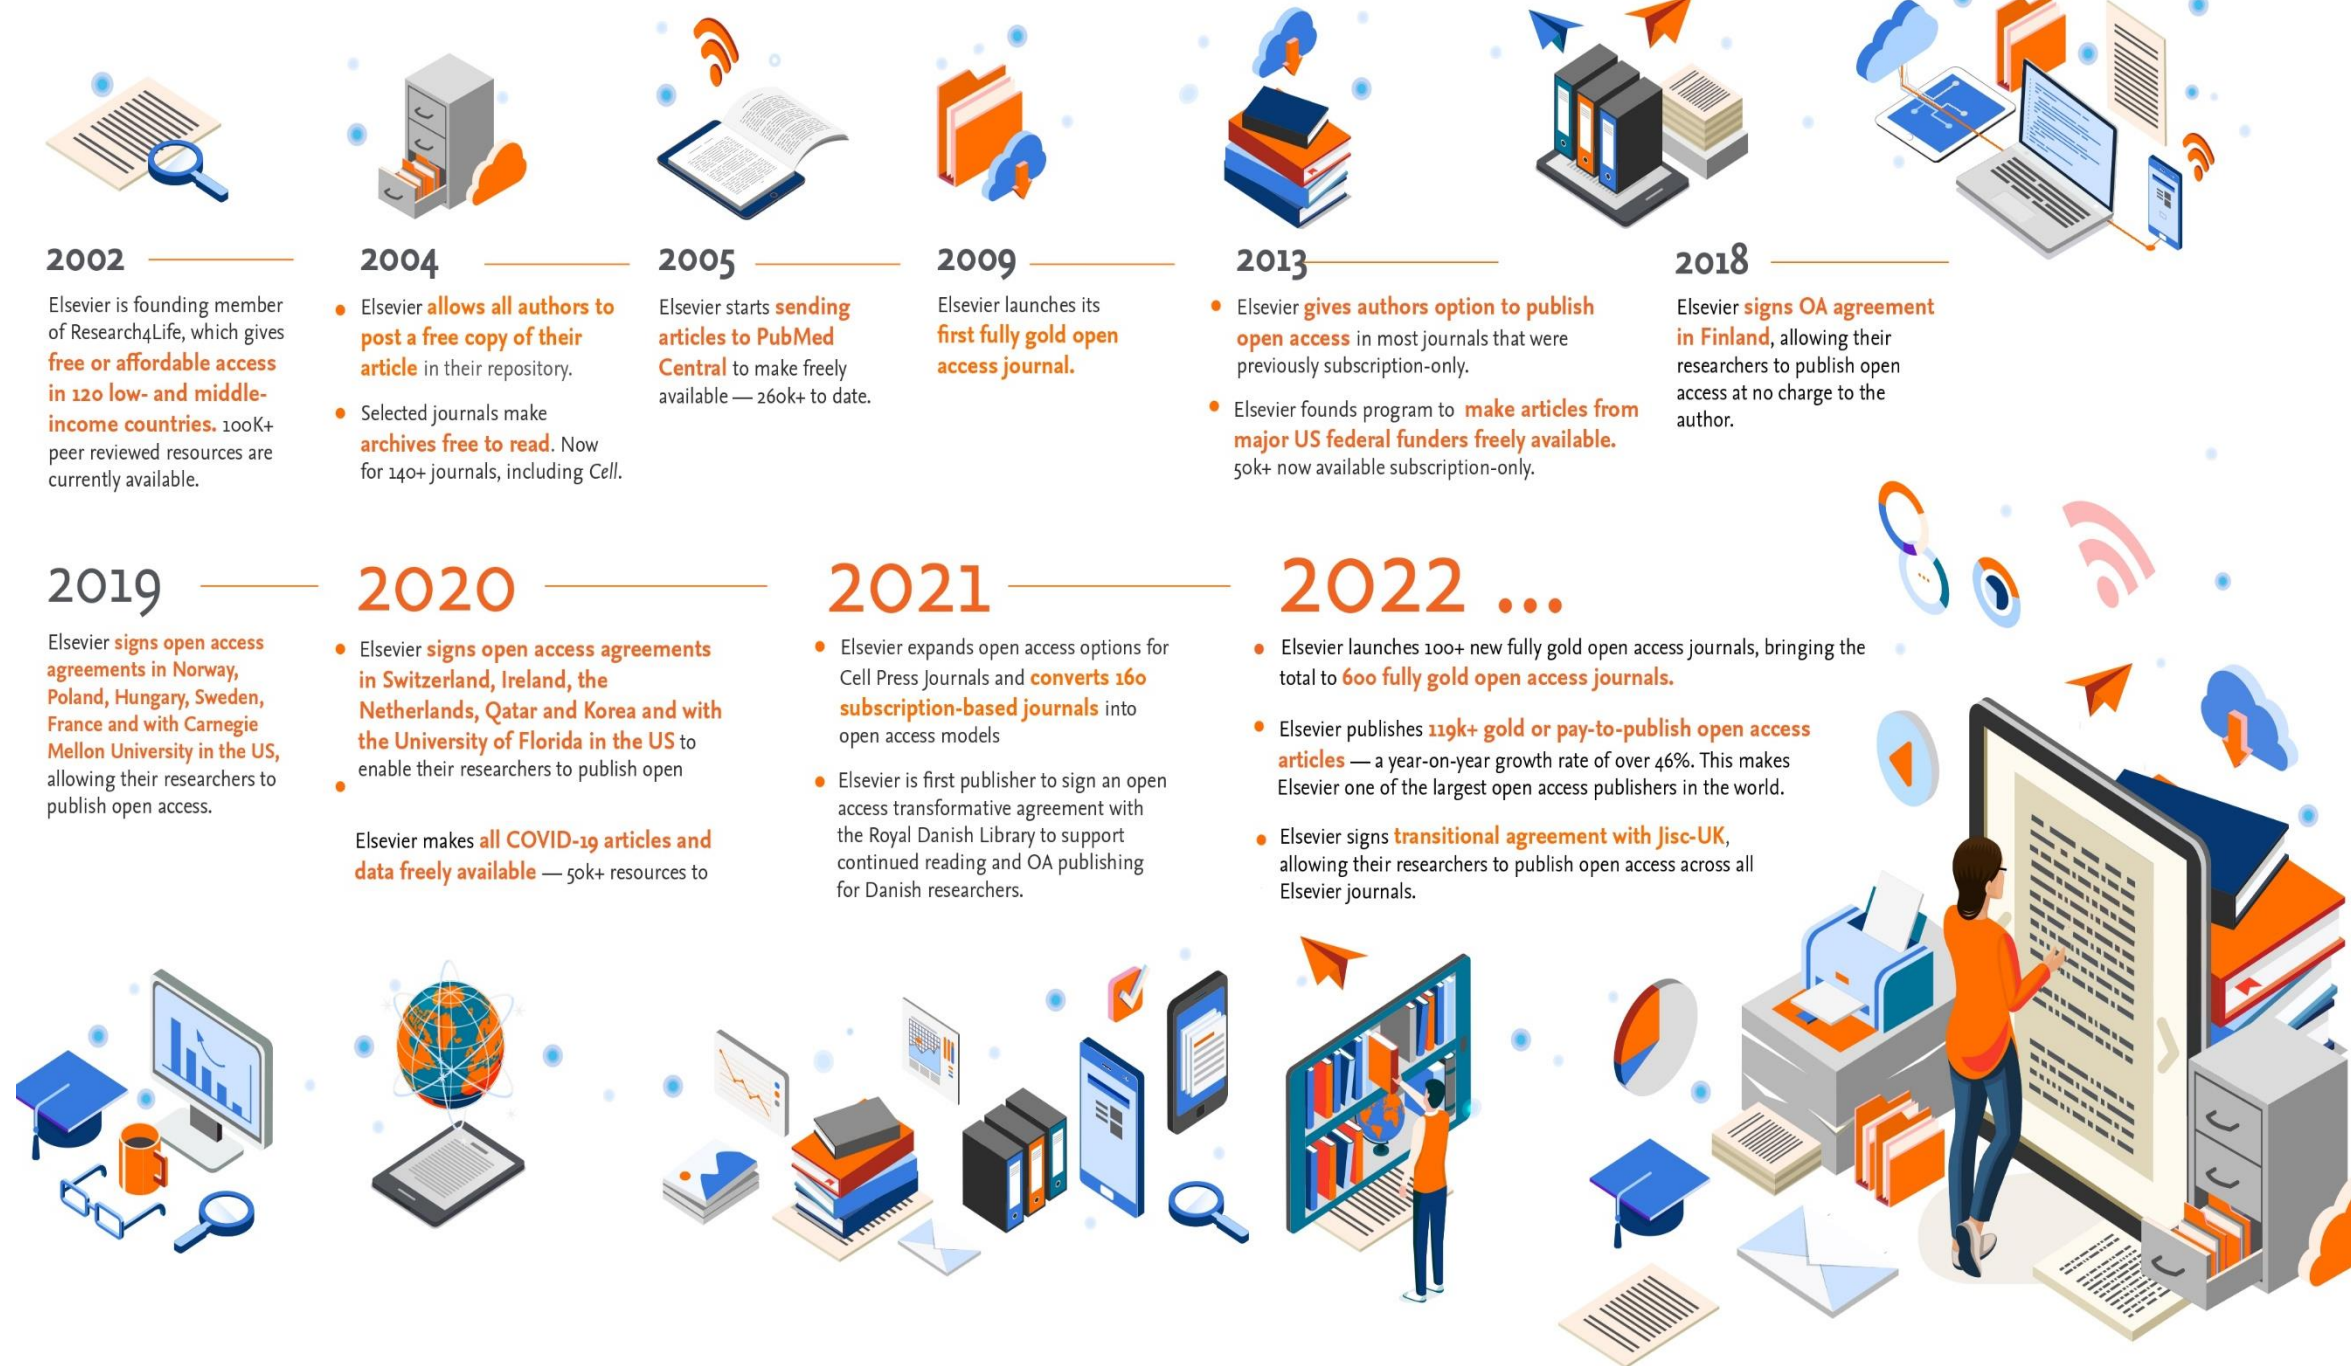 2002
Elsevier is founding member
of Research4Life, which gives
free or affordable access
in 120 low- and middle-
income countries. 100K+
peer reviewed resources are
currently available.
2004
Elsevier allows all authors to
post a free copy of their
article in their repository.
Selected journals make
archives free to read. Now
for 140+ journals, including Cell.
2005
Elsevier starts sending
articles to PubMed
Central to make freely
available — 260k+ to date.
2009
Elsevier launches its
first fully gold open
access journal.
2013
Elsevier gives authors option to publish
open access in most journals that were
previously subscription-only.
Elsevier founds program to make articles from
major US federal funders freely available.
50k+ now available subscription-only.
2018
Elsevier signs OA agreement
in Finland, allowing their
researchers to publish open
access at no charge to the
author.
2019
Elsevier signs open access
agreements in Norway,
Poland, Hungary, Sweden,
France and with Carnegie
Mellon University in the US,
allowing their researchers to
publish open access.
2020
Elsevier signs open access agreements
in Switzerland, Ireland, the
Netherlands, Qatar and Korea and with
the University of Florida in the US to
enable their researchers to publish open
Elsevier makes all COVID-19 articles and
data freely available — 50k+ resources to
2021
Elsevier expands open access options for
Cell Press Journals and converts 160
subscription-based journals into
open access models
Elsevier is first publisher to sign an open
access transformative agreement with
the Royal Danish Library to support
continued reading and OA publishing
for Danish researchers.
2022 ...
Elsevier launches 100+ new fully gold open access journals, bringing the
total to 600 fully gold open access journals.
Elsevier publishes 119k+ gold or pay-to-publish open access
articles — a year-on-year growth rate of over 46%. This makes
Elsevier one of the largest open access publishers in the world.
Elsevier signs transitional agreement with Jisc-UK,
allowing their researchers to publish open access across all
Elsevier journals.